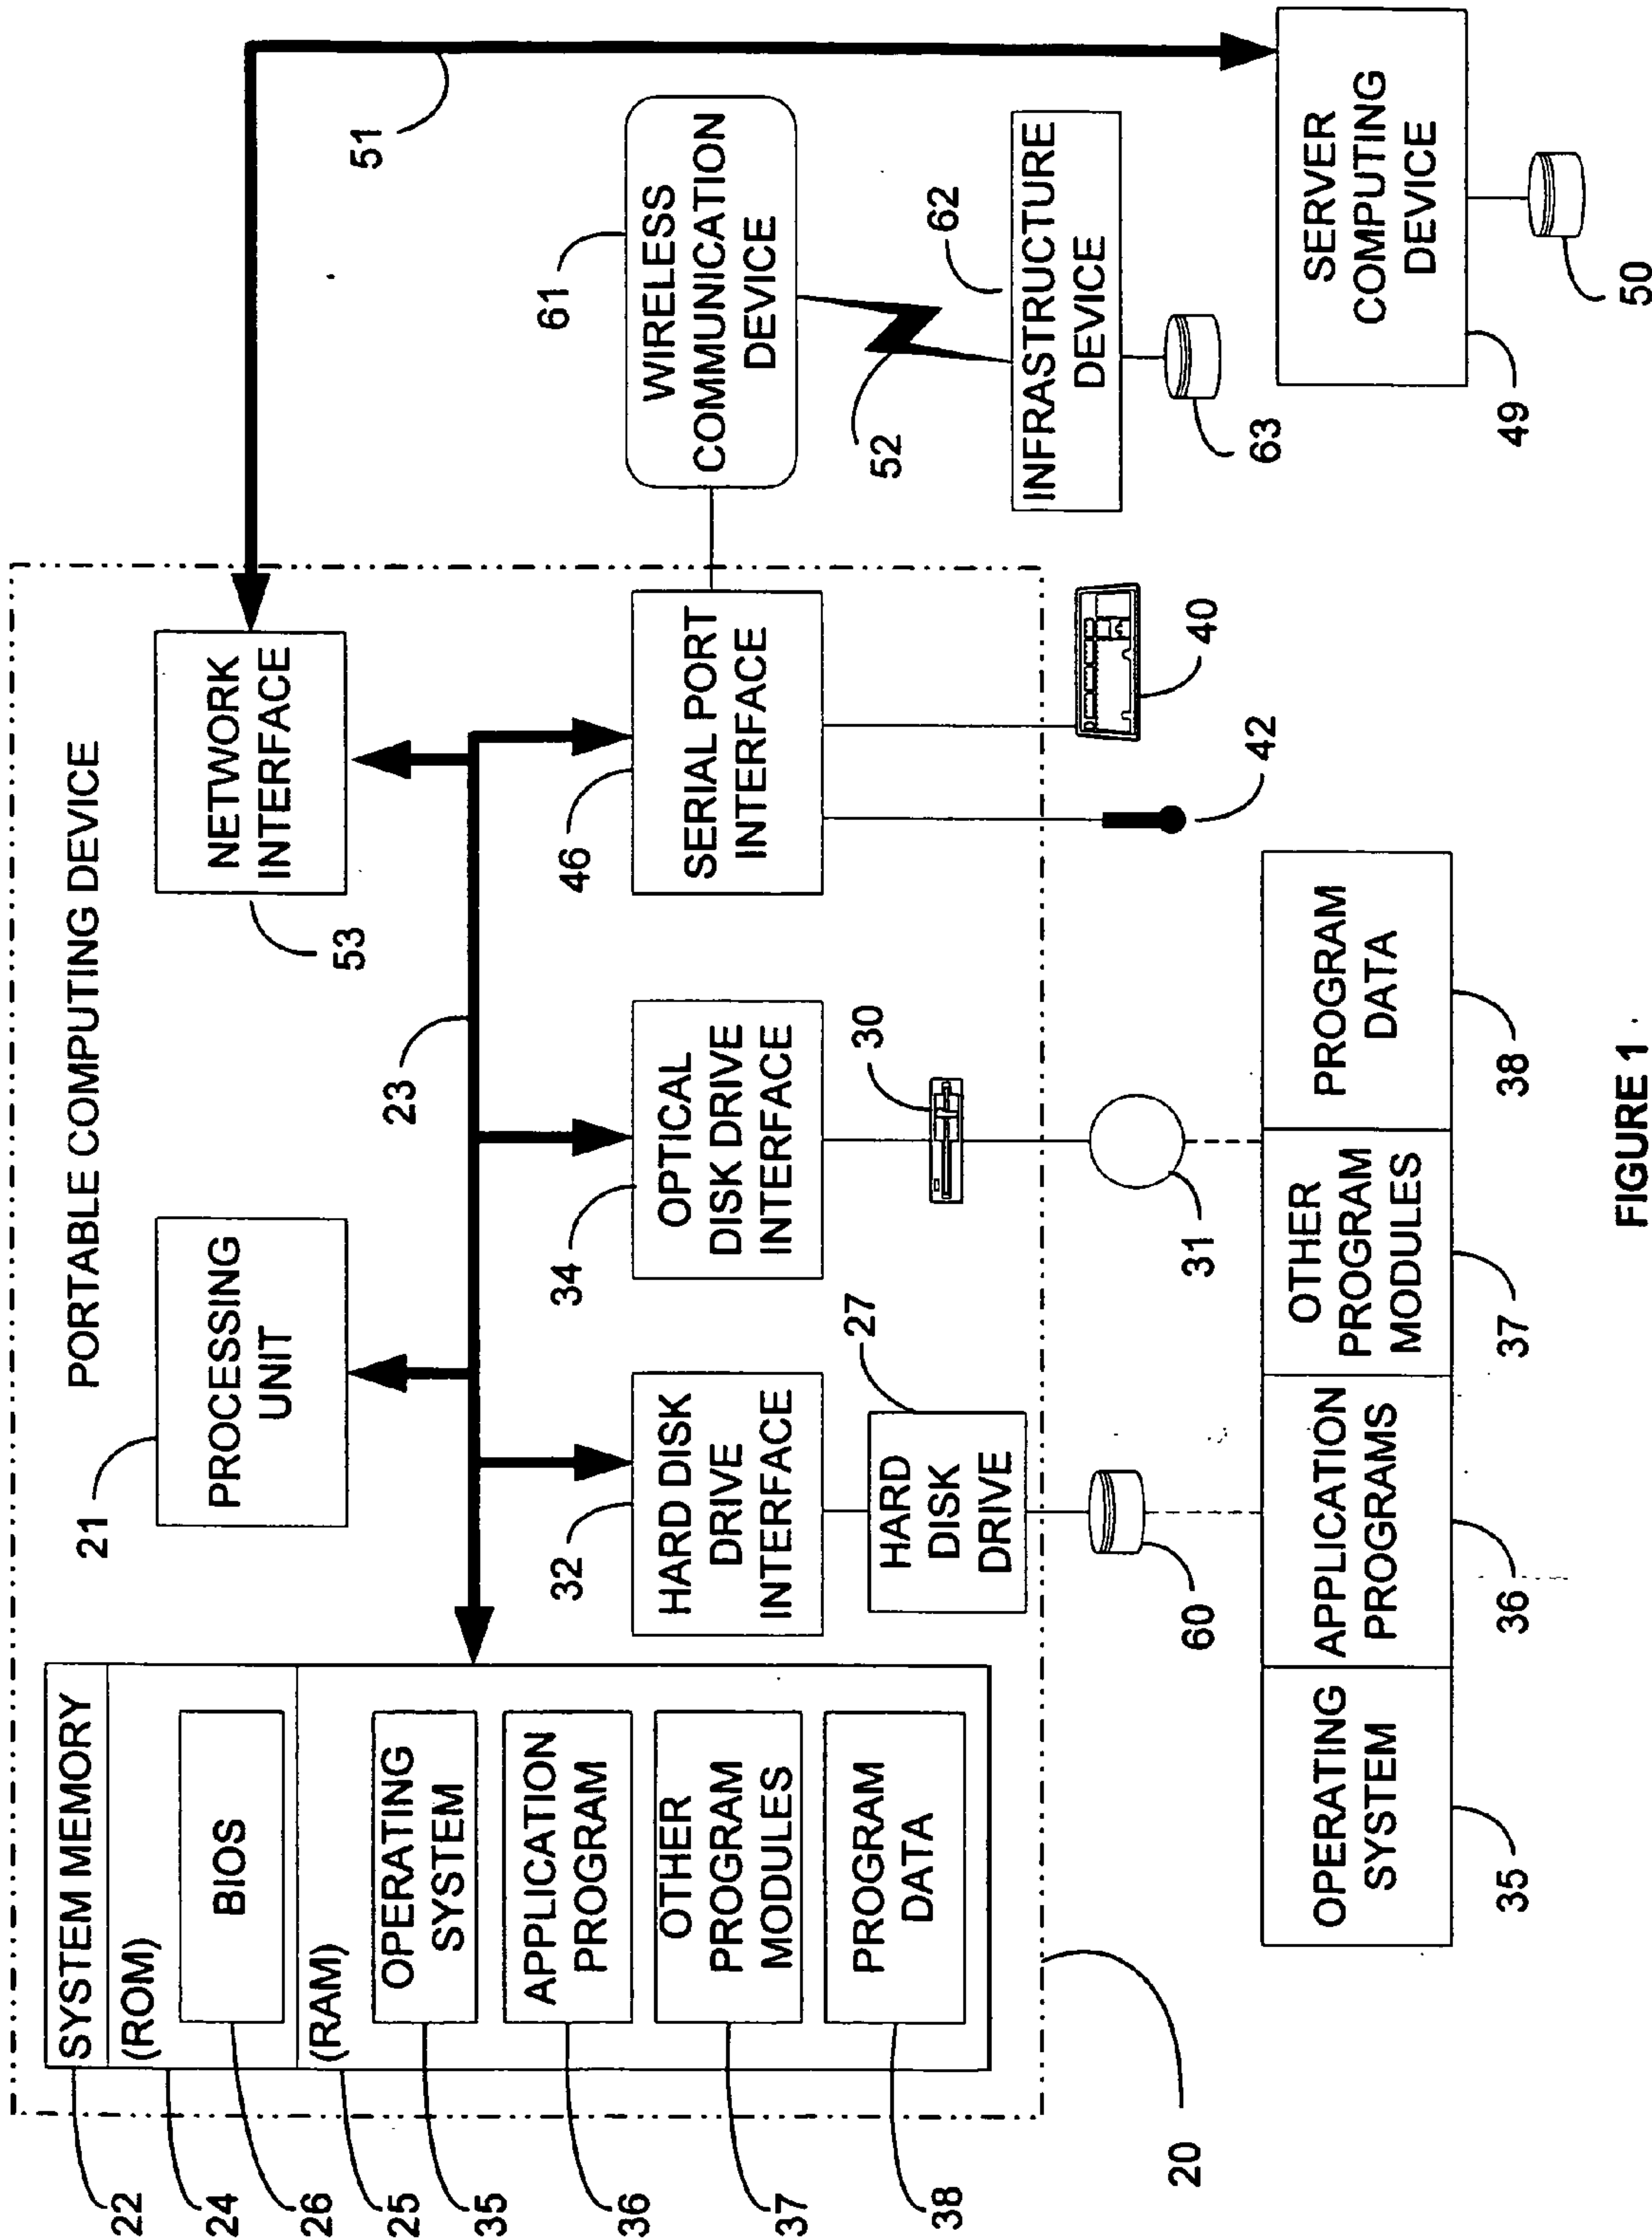 PORTABLE COMPUTING DEVICE
22
SYSTEM MEMORY
24
(ROM)
26
BIOS
25
(RAM)
35
OPERATING
SYSTEM
36
APPLICATION
PROGRAM
37
OTHER
PROGRAM
MODULES
38
PROGRAM
DATA
20
21
PROCESSING
UNIT
53
NETWORK
INTERFACE
51
23
32
HARD DISK
DRIVE
INTERFACE
34
OPTICAL
DISK DRIVE
INTERFACE
46
SERIAL PORT
INTERFACE
61
WIRELESS
COMMUNICATION
DEVICE
27
HARD
DISK
DRIVE
30
52
62
INFRASTRUCTURE
DEVICE
63
60
31
42
40
OPERATING
SYSTEM
35
APPLICATION
PROGRAMS
36
OTHER
PROGRAM
MODULES
37
PROGRAM
DATA
38
SERVER
COMPUTING
DEVICE
49
50
FIGURE 1